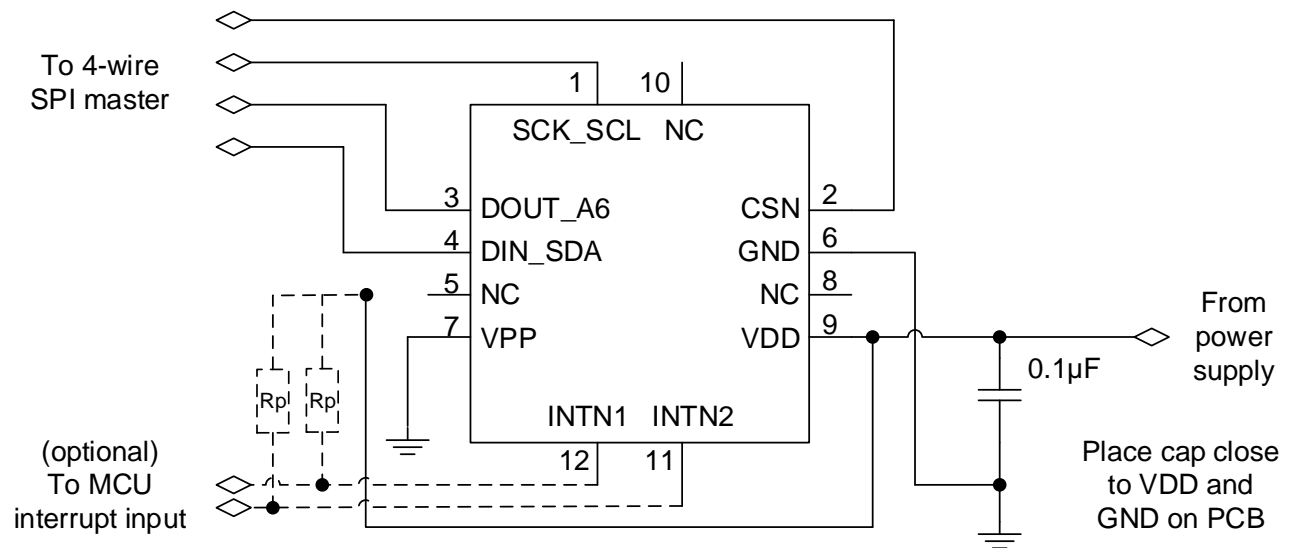 To 4-wire
SPI master
1
10
SCK_SCL NC
3
DOUT_A6
CSN
2
4
DIN_SDA
GND
6
5
NC
NC
8
7
VPP
VDD
9
From
power
supply
0.1µF
Rp
Rp
INTN1 INTN2
12
11
(optional)
To MCU
interrupt input
Place cap close
to VDD and
GND on PCB